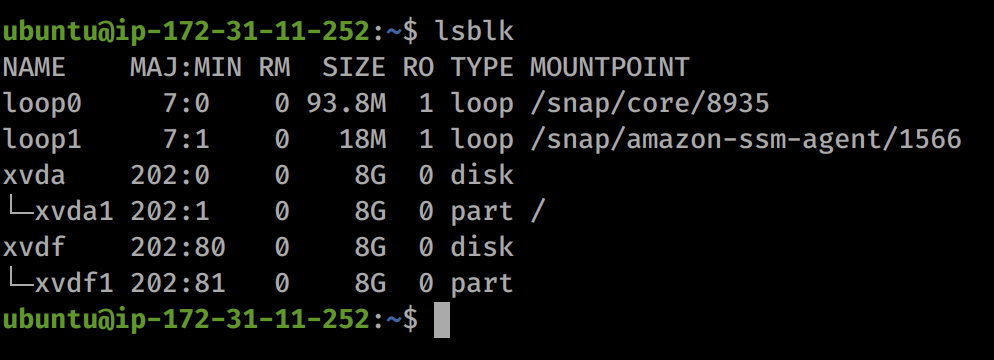 ubuntu@ip-172-31-11-252:~$ lsblk
NAME    MAJ:MIN RM  SIZE RO TYPE MOUNTPOINT
loop0     7:0    0 93.8M  1 loop /snap/core/8935
loop1     7:1    0   18M  1 loop /snap/amazon-ssm-agent/1566
xvda    202:0    0    8G  0 disk
└─xvda1 202:1    0    8G  0 part /
xvdf    202:80   0    8G  0 disk
└─xvdf1 202:81   0    8G  0 part
ubuntu@ip-172-31-11-252:~$